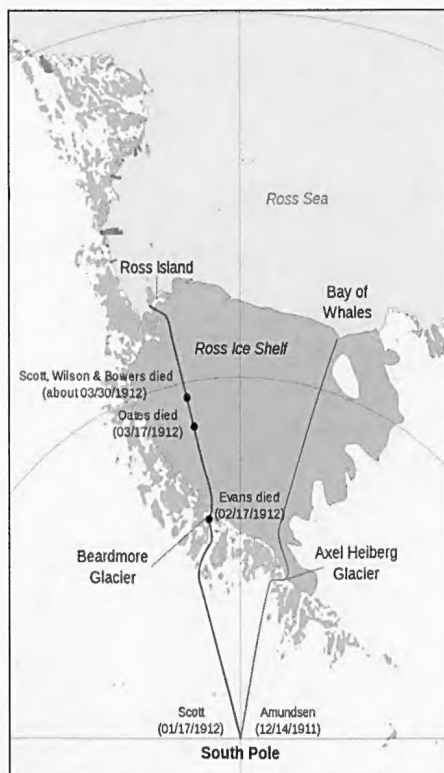 Ross Sea
Ross Island
Bay of
Whales
Ross Ice Shelf
Scott, Wilson & Bowers died
(about 03/30/1912)
Oates died
(03/17/1912)
Evans died
(02/17/1912)
Beardmore
Glacier
Axel Heiberg
Glacier
Scott
(01/17/1912)
Amundsen
(12/14/1911)
South Pole